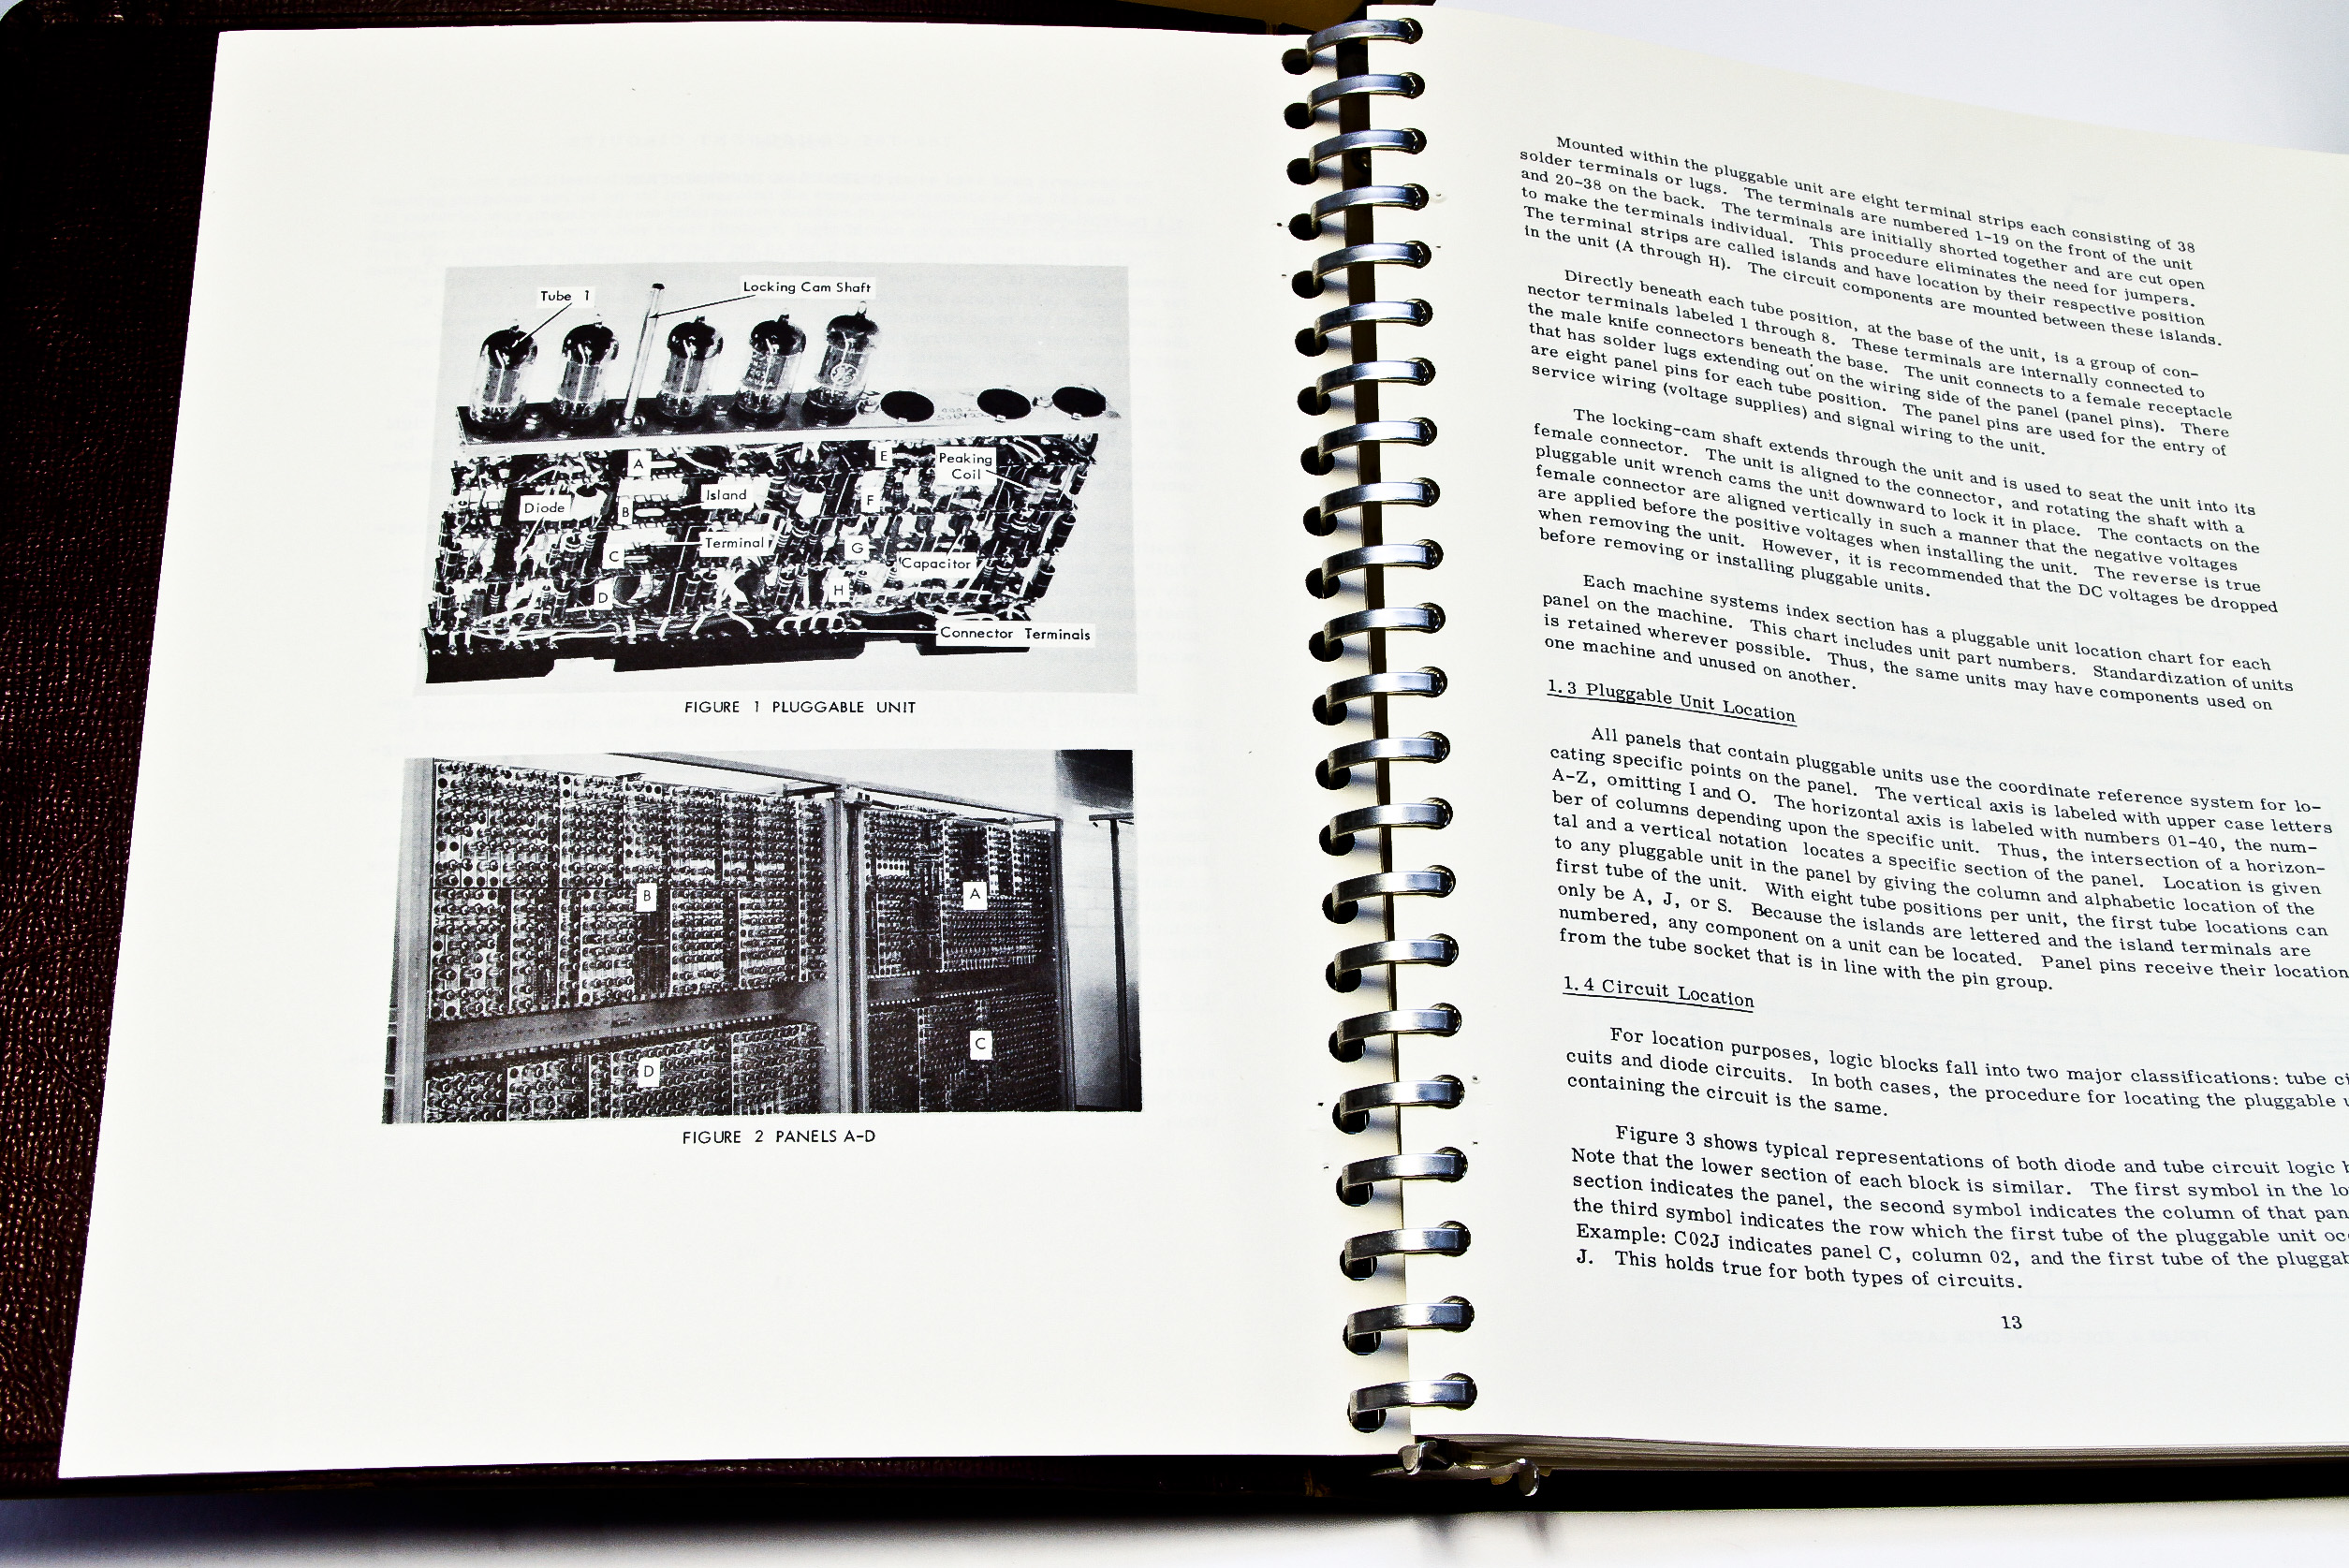 Tube 1
Locking Cam Shaft
A
E
Peaking
Coil
Diode
B
Island
F
C
Terminal
G
Capacitor
D
H
Connector Terminals
FIGURE 1 PLUGGABLE UNIT
B
A
D
C
FIGURE 2 PANELS A-D
Mounted within the pluggable unit are eight terminal strips each consisting of 38
solder terminals or lugs. The terminals are numbered 1-19 on the front of the unit
and 20-38 on the back. The terminals are initially shorted together and are cut open
to make the terminals individual. This procedure eliminates the need for jumpers.
The terminal strips are called islands and have location by their respective position
in the unit (A through H). The circuit components are mounted between these islands.
Directly beneath each tube position, at the base of the unit, is a group of con-
nector terminals labeled 1 through 8. These terminals are internally connected to
the male knife connectors beneath the base. The unit connects to a female receptacle
that has solder lugs extending out on the wiring side of the panel (panel pins). There
are eight panel pins for each tube position. The panel pins are used for the entry of
service wiring (voltage supplies) and signal wiring to the unit.
The locking-cam shaft extends through the unit and is used to seat the unit into its
female connector. The unit is aligned to the connector, and rotating the shaft with a
pluggable unit wrench cams the unit downward to lock it in place. The contacts on the
female connector are aligned vertically in such a manner that the negative voltages
are applied before the positive voltages when installing the unit. The reverse is true
when removing the unit. However, it is recommended that the DC voltages be dropped
before removing or installing pluggable units.
Each machine systems index section has a pluggable unit location chart for each
panel on the machine. This chart includes unit part numbers. Standardization of units
is retained wherever possible. Thus, the same units may have components used on
one machine and unused on another.
1.3 Pluggable Unit Location
All panels that contain pluggable units use the coordinate reference system for lo-
cating specific points on the panel. The vertical axis is labeled with upper case letters
A-Z, omitting I and O. The horizontal axis is labeled with numbers 01-40, the num-
ber of columns depending upon the specific unit. Thus, the intersection of a horizon-
tal and a vertical notation locates a specific section of the panel. Location is given
to any pluggable unit in the panel by giving the column and alphabetic location of the
first tube of the unit. With eight tube positions per unit, the first tube locations can
only be A, J, or S. Because the islands are lettered and the island terminals are
numbered, any component on a unit can be located. Panel pins receive their location
from the tube socket that is in line with the pin group.
1.4 Circuit Location
For location purposes, logic blocks fall into two major classifications: tube ci
cuits and diode circuits. In both cases, the procedure for locating the pluggable
containing the circuit is the same.
Figure 3 shows typical representations of both diode and tube circuit logic
Note that the lower section of each block is similar. The first symbol in the lo
section indicates the panel, the second symbol indicates the column of that pan
the third symbol indicates the row which the first tube of the pluggable unit oc
Example: C02J indicates panel C, column 02, and the first tube of the pluggab
J. This holds true for both types of circuits.
13